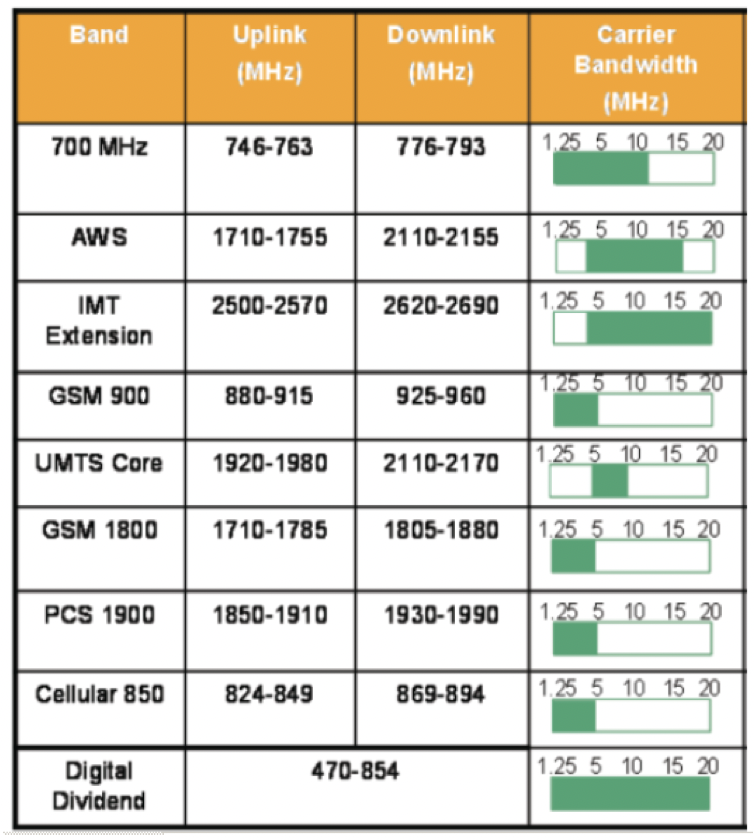 Band Uplink (MHz) Downlink (MHz) Carrier Bandwidth (MHz)
700 MHz 746-763 776-793 1.25 5 10 15 20
AWS 1710-1755 2110-2155 1.25 5 10 15 20
IMT Extension 2500-2570 2620-2690 1.25 5 10 15 20
GSM 900 880-915 925-960 1.25 5 10 15 20
UMTS Core 1920-1980 2110-2170 1.25 5 10 15 20
GSM 1800 1710-1785 1805-1880 1.25 5 10 15 20
PCS 1900 1850-1910 1930-1990 1.25 5 10 15 20
Cellular 850 824-849 869-894 1.25 5 10 15 20
Digital Dividend 470-854 1.25 5 10 15 20